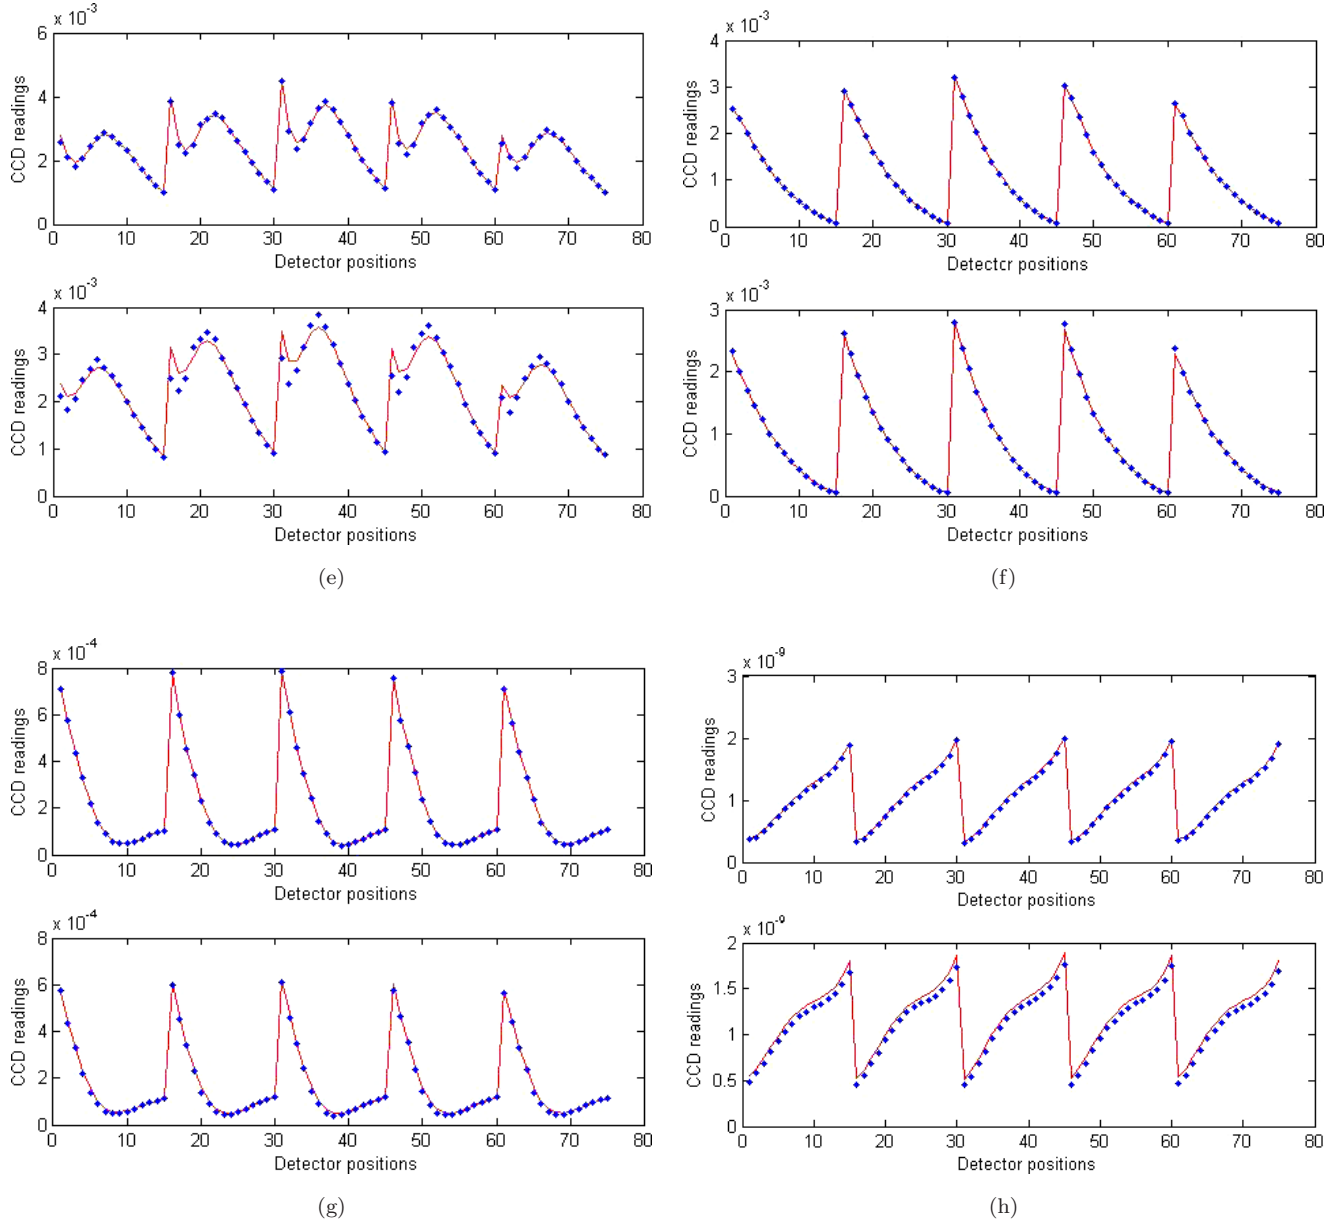 x 10-3
6
4
2
0
CCD readings
0 10 20 30 40 50 60 70 80
Detector positions
x 10-3
4
3
2
1
0
CCD readings
0 10 20 30 40 50 60 70 80
Detector positions
(e)
x 10-3
4
3
2
1
0
CCD readings
0 10 20 30 40 50 60 70 80
Detectcr positions
x 10-3
3
2
1
0
CCD readings
0 10 20 30 40 50 60 70 80
Detectcr positions
(f)
x 10-4
8
6
4
2
0
CCD readings
0 10 20 30 40 50 60 70 80
Detector positions
x 10-4
8
6
4
2
0
CCD readings
0 10 20 30 40 50 60 70 80
Detector positions
(g)
x 10-9
3
2
1
0
CCD readings
0 10 20 30 40 50 60 70 80
Detector positions
x 10-9
2
1.5
1
0.5
0
CCD readings
0 10 20 30 40 50 60 70 80
Detector positions
(h)